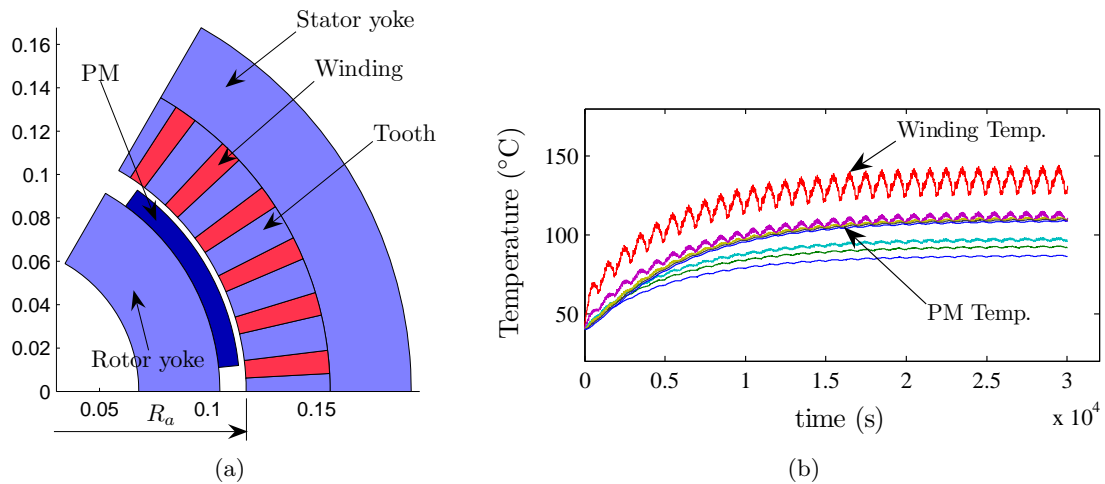 Stator yoke
Winding
PM
Tooth
Rotor yoke
0.16
0.14
0.12
0.1
0.08
0.06
0.04
0.02
0
0.05 0.1 0.15
R_a
(a)
Winding Temp.
PM Temp.
Temperature (°C)
150
100
50
0 0.5 1 1.5 2 2.5 3
x 10^4
time (s)
(b)